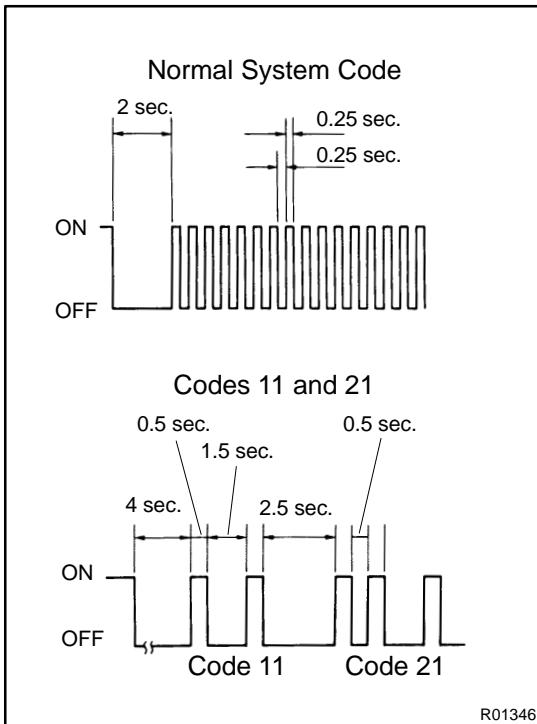 Normal System Code
2 sec.
0.25 sec.
0.25 sec.
ON
OFF
Codes 11 and 21
0.5 sec.
0.5 sec.
1.5 sec.
4 sec.
2.5 sec.
ON
OFF
Code 11
Code 21
R01346